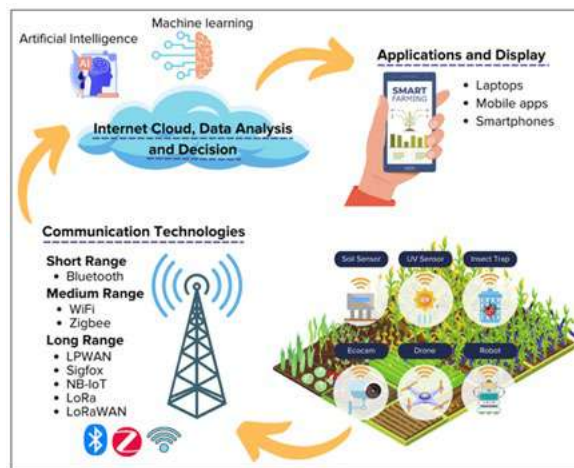 Artificial Intelligence
Machine learning
Internet Cloud, Data Analysis
and Decision
Applications and Display
SMART
FARMING
Laptops
Mobile apps
Smartphones
Communication Technologies
Short Range
Bluetooth
Medium Range
WiFi
Zigbee
Long Range
LPWAN
Sigfox
NB-IoT
LoRa
LoRaWAN
Soil Sensor
UV Sensor
Insect Trap
Ecocam
Drone
Robot
AI